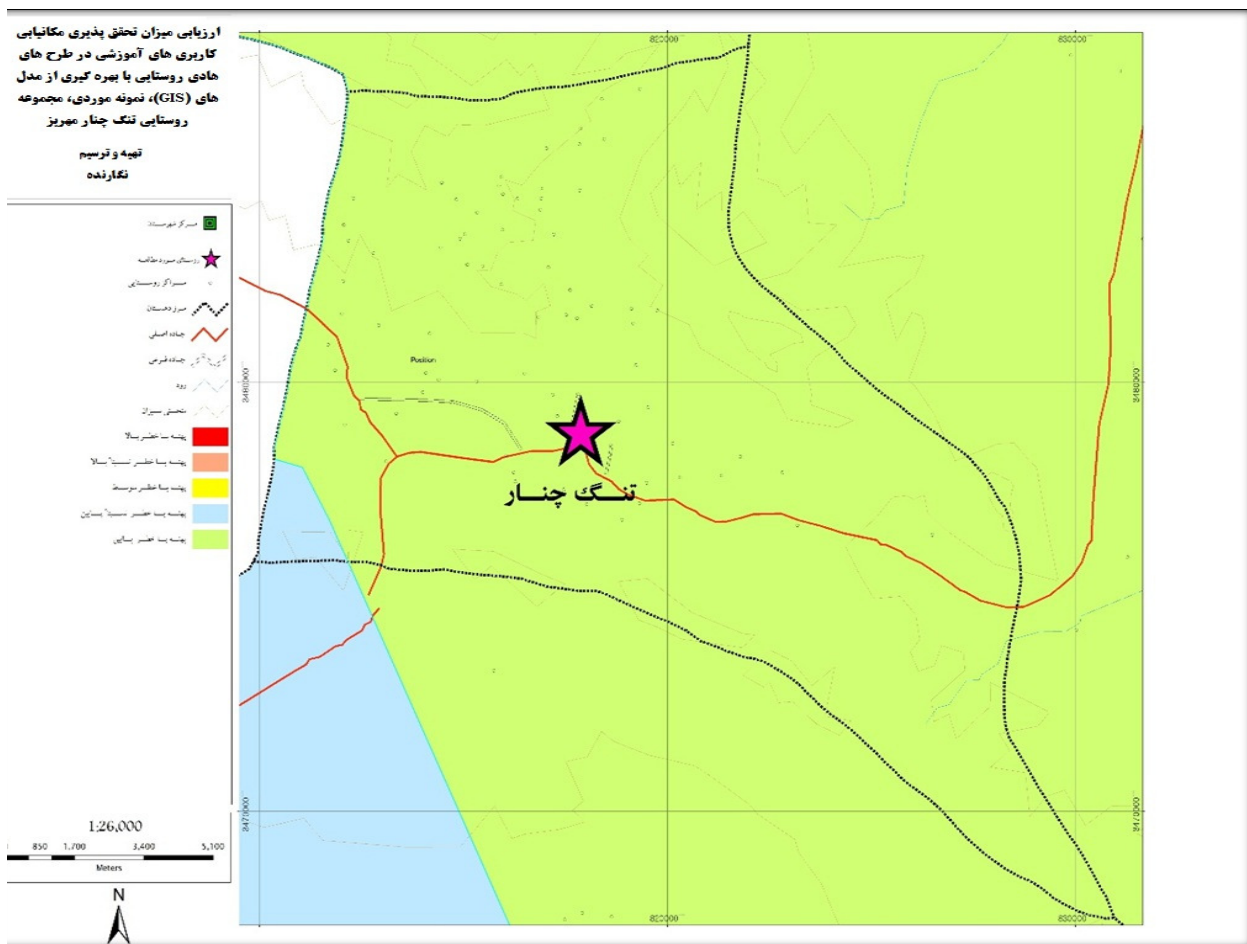 ارزیابی میزان تحقق پذیری مکانیابی
کاربری های آموزشی در طرح های
هادی روستایی با بهره گیری از مدل
های (GIS)، نمونه موردی، مجموعه
روستایی تنگ چنار مهریز
تهیه و ترسیم
نگارنده
مرکز شهرستان
روستای مورد مطالعه
مراکز روستایی
مرز دهستان
جاده اصلی
جاده فرعی
رود
منحنی میزان
پهنه با خطر بالا
پهنه با خطر نسبتاً بالا
پهنه با خطر متوسط
پهنه با خطر نسبتاً پایین
پهنه با خطر پایین
1:26,000
850 1,700 3,400 5,100
Meters
N
820000
830000
Position
3480000
3480000
تنگ چنار
3470000
3470000
820000
830000